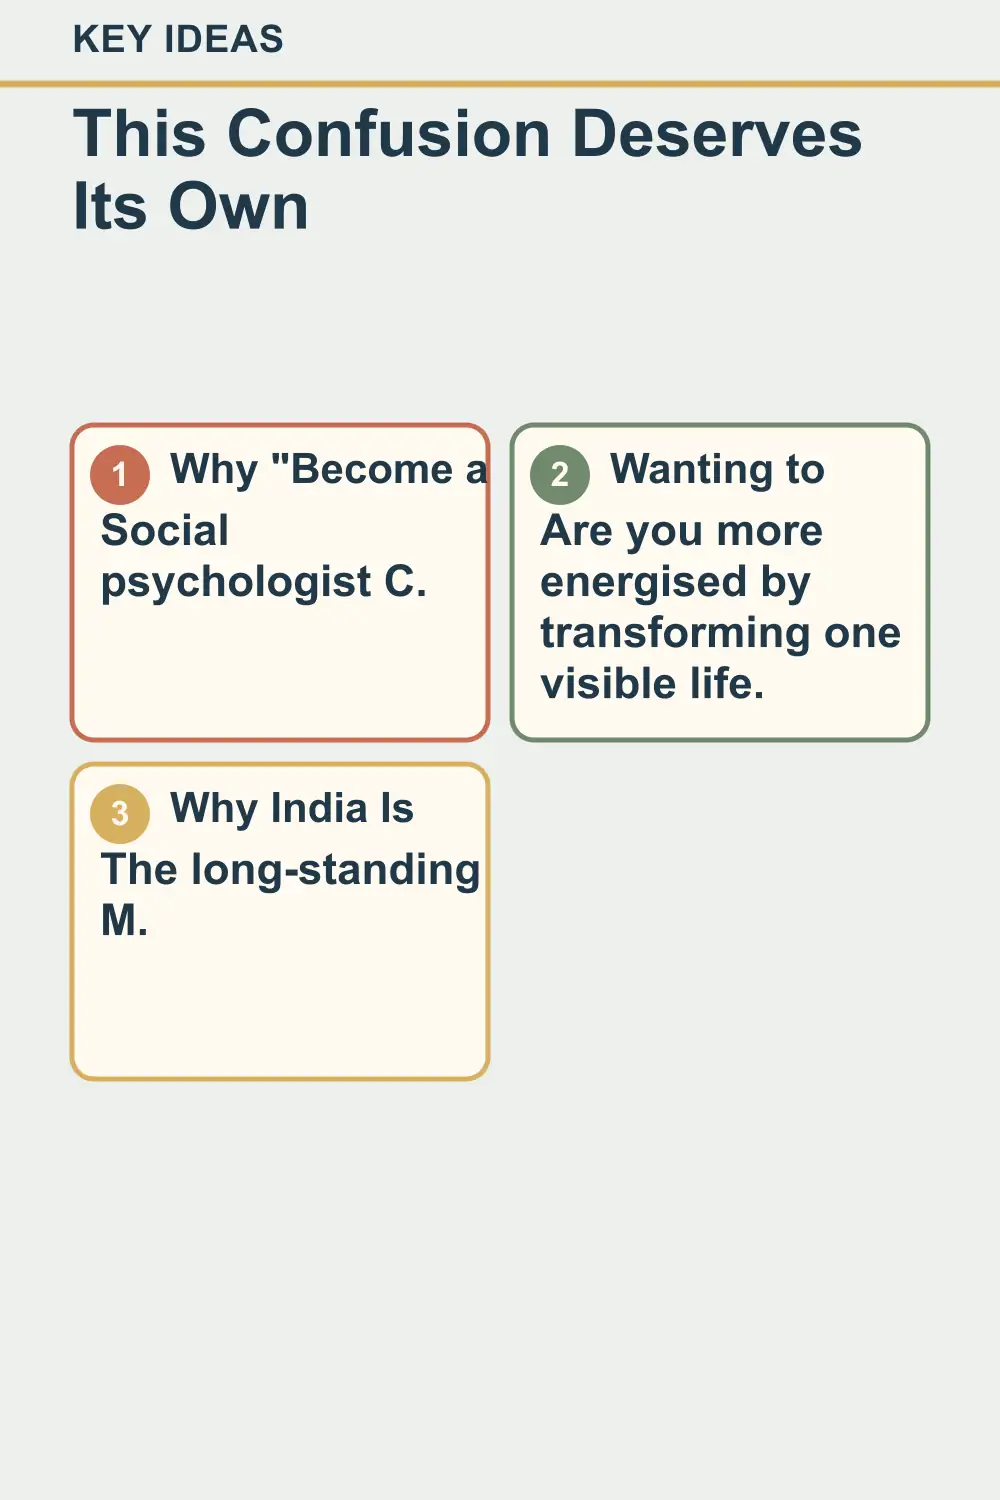 KEY IDEAS
This Confusion Deserves
Its Own
1 Why "Become a
Social
psychologist C.
2 Wanting to
Are you more
energised by
transforming one
visible life.
3 Why India Is
The long-standing
M.